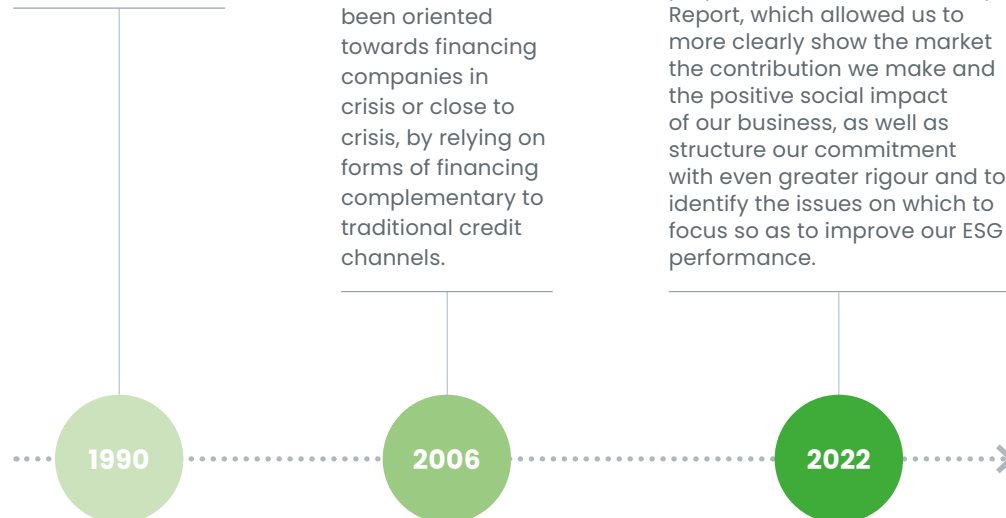 been oriented
towards financing
companies in
crisis or close to
crisis, by relying on
forms of financing
complementary to
traditional credit
channels.
Report, which allowed us to
more clearly show the market
the contribution we make and
the positive social impact
of our business, as well as
structure our commitment
with even greater rigour and to
identify the issues on which to
focus so as to improve our ESG
performance.
1990
2006
2022